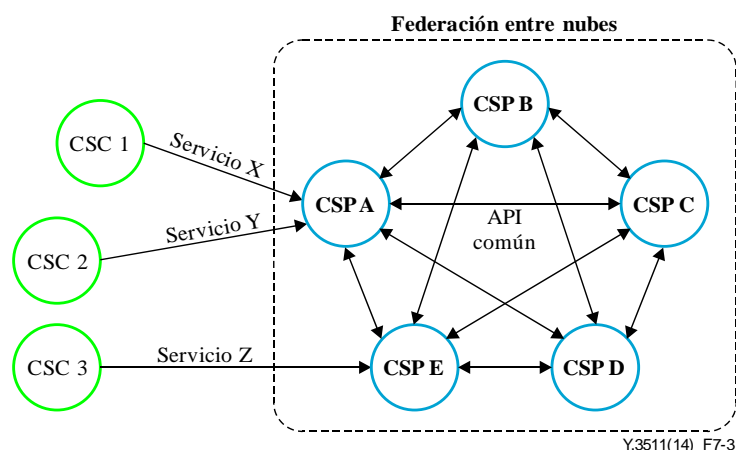 Federación entre nubes
CSP B
CSC 1
Servicio X
CSP A
CSP C
API
común
Servicio Y
CSC 2
Servicio Z
CSC 3
CSP E
CSP D
Y.3511(14)_F7-3